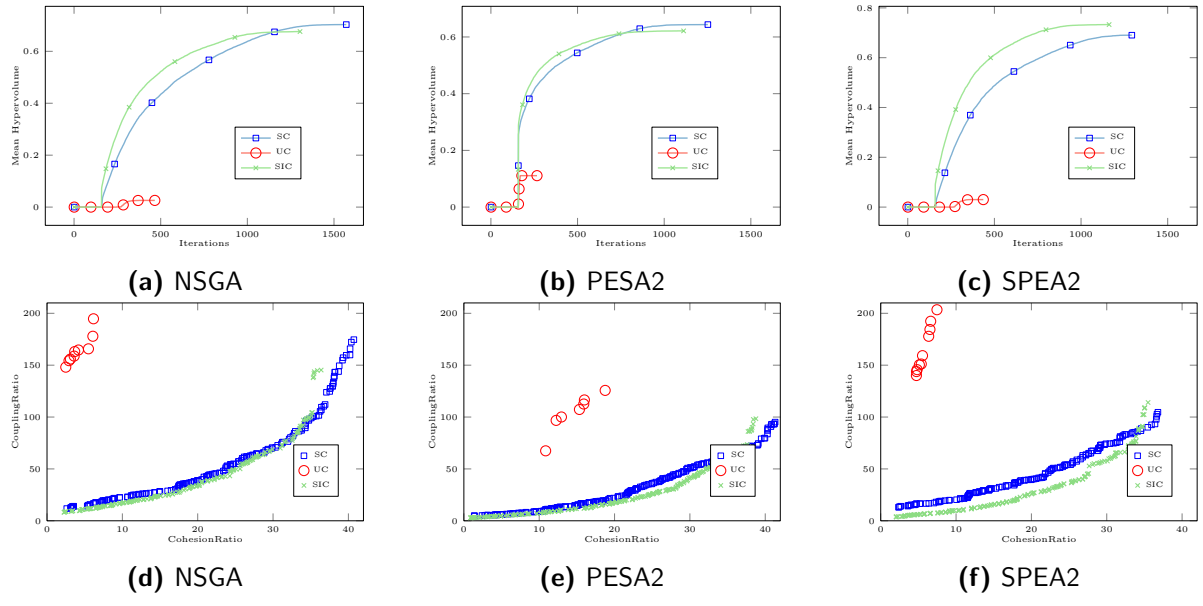 0.6
0.4
0.2
0
Mean Hypervolume
SC
UC
SIC
0 500 1000 1500
Iterations
(a) NSGA
0.6
0.4
0.2
0
Mean Hypervolume
SC
UC
SIC
0 500 1000 1500
Iterations
(b) PESA2
0.8
0.6
0.4
0.2
0
Mean Hypervolume
SC
UC
SIC
0 500 1000 1500
Iterations
(c) SPEA2
200
150
100
50
0
CouplingRatio
SC
UC
SIC
0 10 20 30 40
CohesionRatio
(d) NSGA
200
150
100
50
0
CouplingRatio
SC
UC
SIC
0 10 20 30 40
CohesionRatio
(e) PESA2
200
150
100
50
0
CouplingRatio
SC
UC
SIC
0 10 20 30 40
CohesionRatio
(f) SPEA2